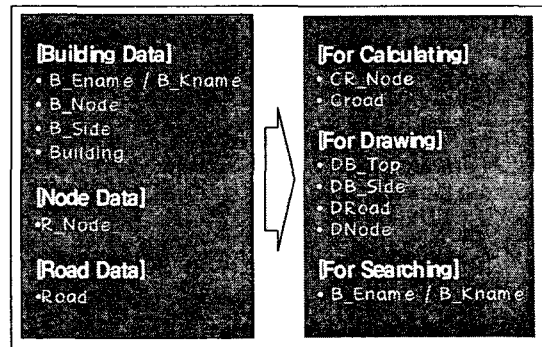 [Building Data]
• B_Ename / B_Kname
• B_Node
• B_Side
• Building
[Node Data]
•R_Node
[Road Data]
•Road
[For Calculating]
• CR_Node
• Croad
[For Drawing]
• DB_Top
• DB_Side
• DRoad
• DNode
[For Searching]
• B_Ename / B_Kname